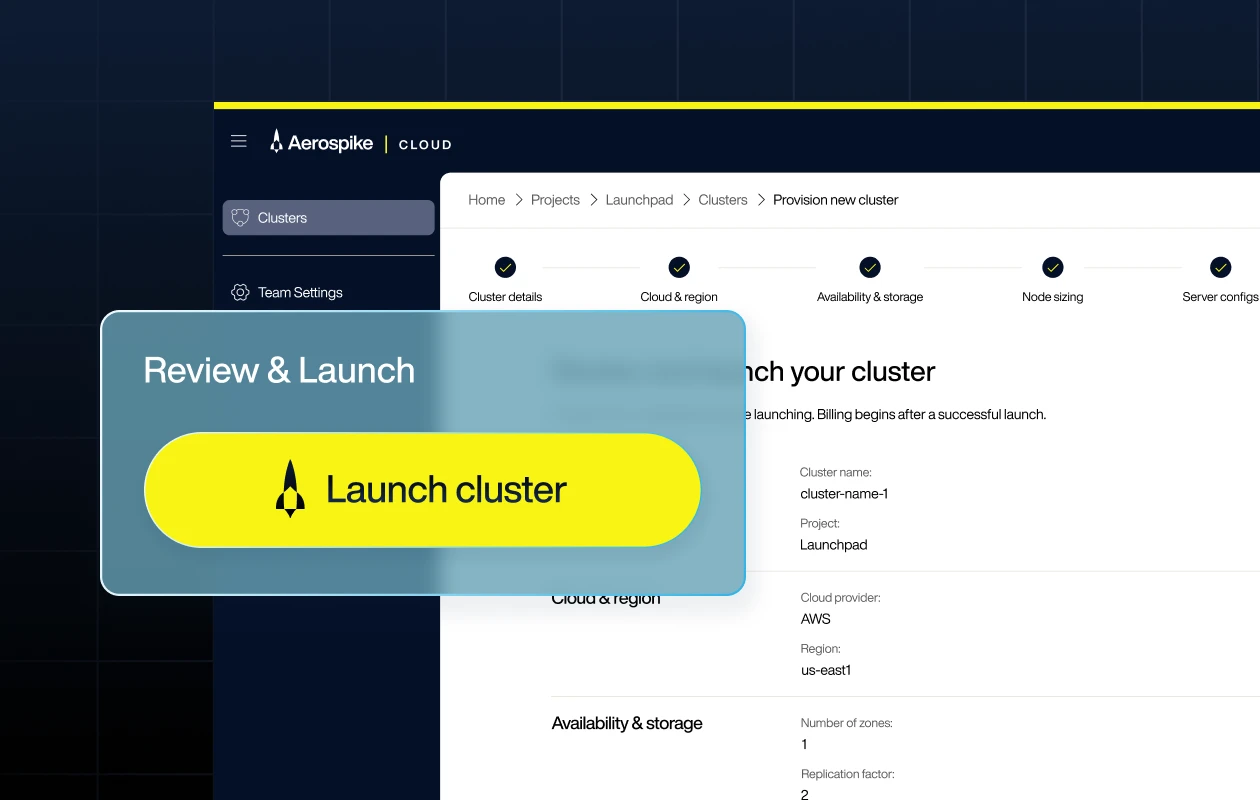 Aerospike | CLOUD
Clusters
Team Settings
Home > Projects > Launchpad > Clusters > Provision new cluster
Cluster details
Cloud & region
Availability & storage
Node sizing
Server configs
Review & Launch
Launch cluster
your cluster
launching. Billing begins after a successful launch.
Cluster name:
cluster-name-1
Project:
Launchpad
Cloud & region
Cloud provider:
AWS
Region:
us-east1
Availability & storage
Number of zones:
1
Replication factor:
2